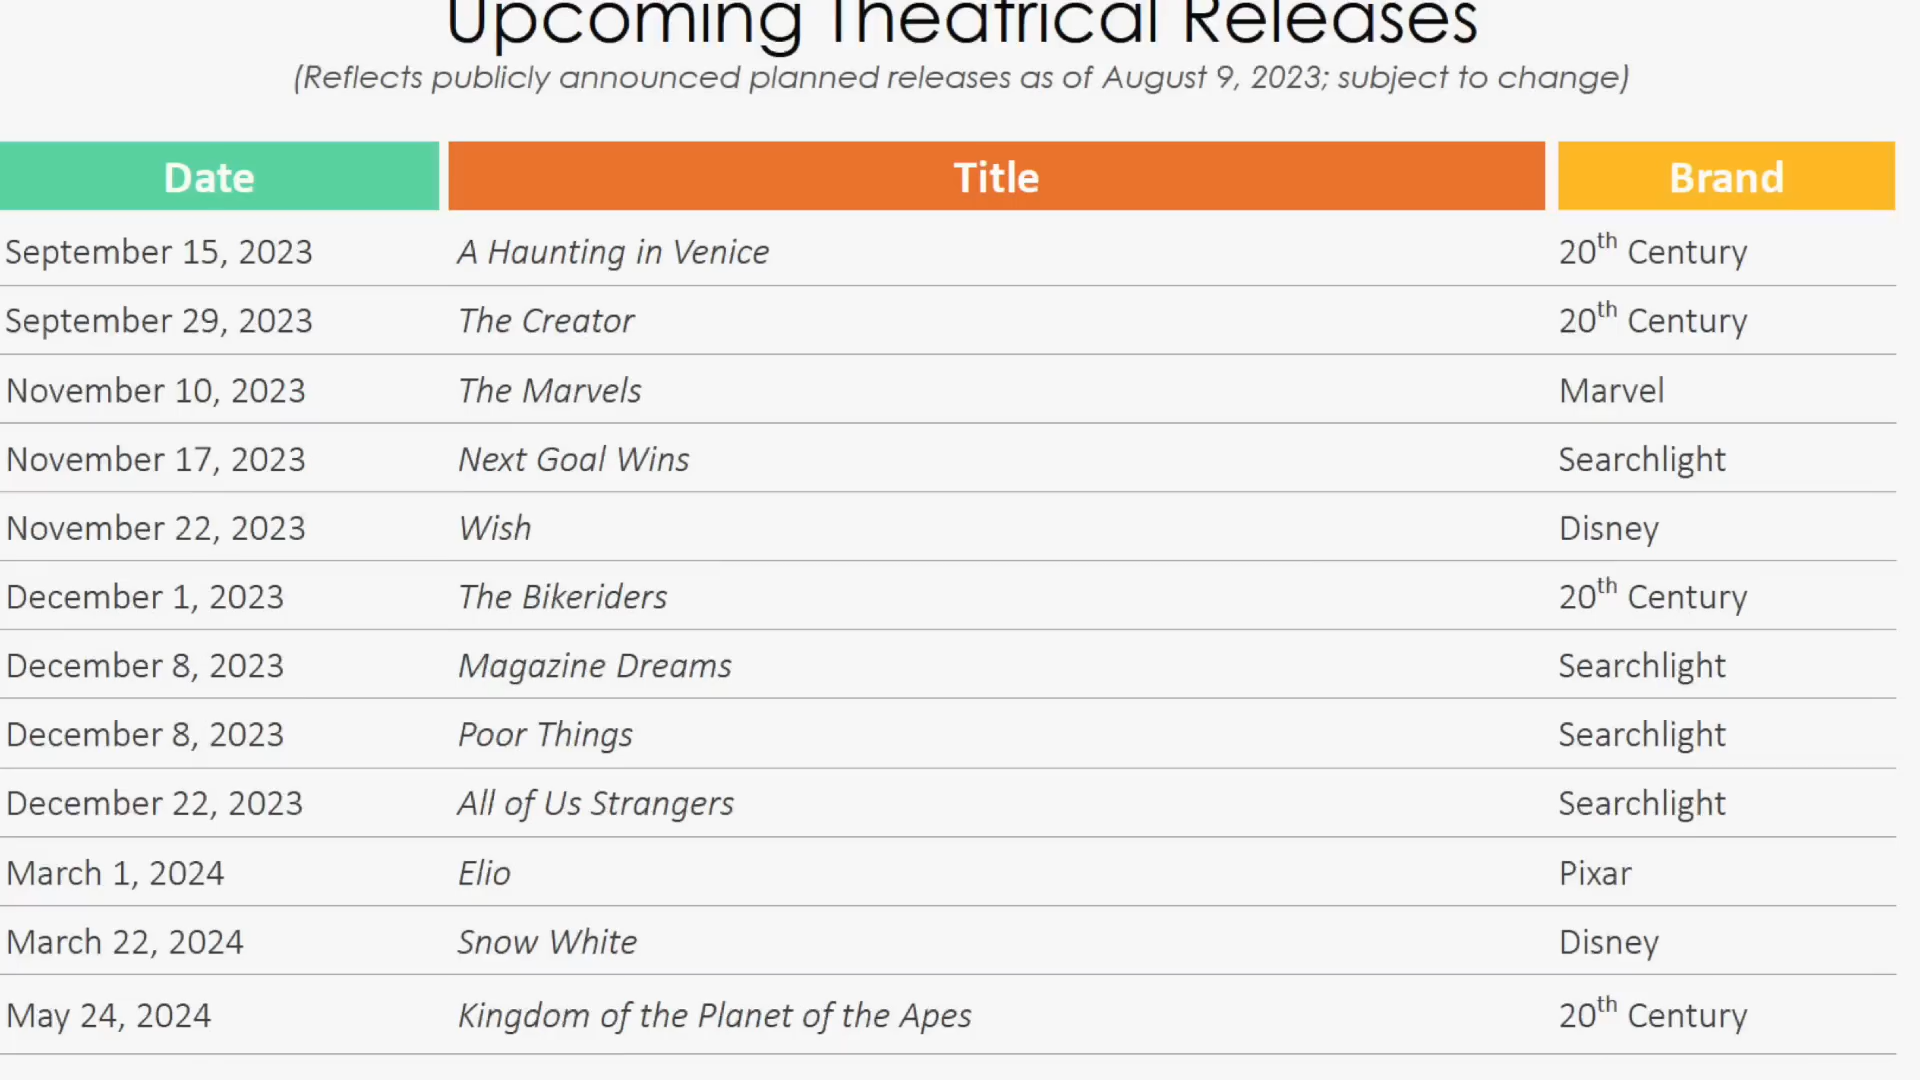 Upcoming Theatrical Releases
(Reflects publicly announced planned releases as of August 9, 2023; subject to change)
Date Title Brand
September 15, 2023 A Haunting in Venice 20th Century
September 29, 2023 The Creator 20th Century
November 10, 2023 The Marvels Marvel
November 17, 2023 Next Goal Wins Searchlight
November 22, 2023 Wish Disney
December 1, 2023 The Bikeriders 20th Century
December 8, 2023 Magazine Dreams Searchlight
December 8, 2023 Poor Things Searchlight
December 22, 2023 All of Us Strangers Searchlight
March 1, 2024 Elio Pixar
March 22, 2024 Snow White Disney
May 24, 2024 Kingdom of the Planet of the Apes 20th Century